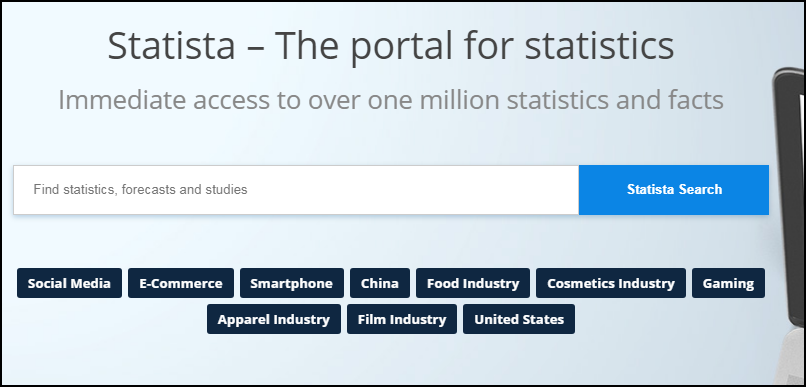 Statista – The portal for statistics
Immediate access to over one million statistics and facts
Find statistics, forecasts and studies Statista Search
Social Media E-Commerce Smartphone China Food Industry Cosmetics Industry Gaming
Apparel Industry Film Industry United States